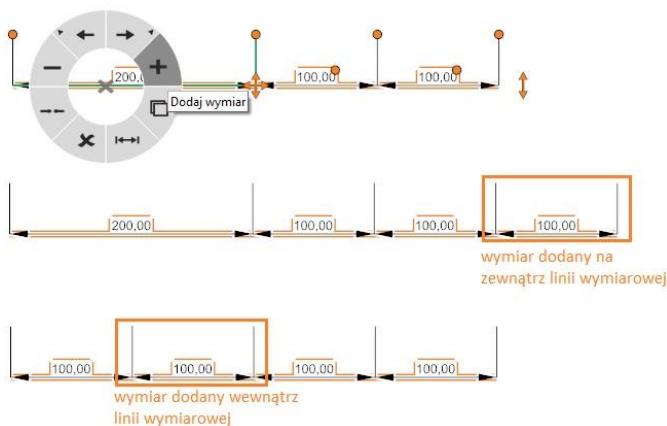 200,0
100,00
100,00
Dodaj wymiar
200,00
100,00
100,00
100,00
wymiar dodany na
zewnątrz linii wymiarowej
100,00
100,00
100,00
100,00
wymiar dodany wewnątrz
linii wymiarowej